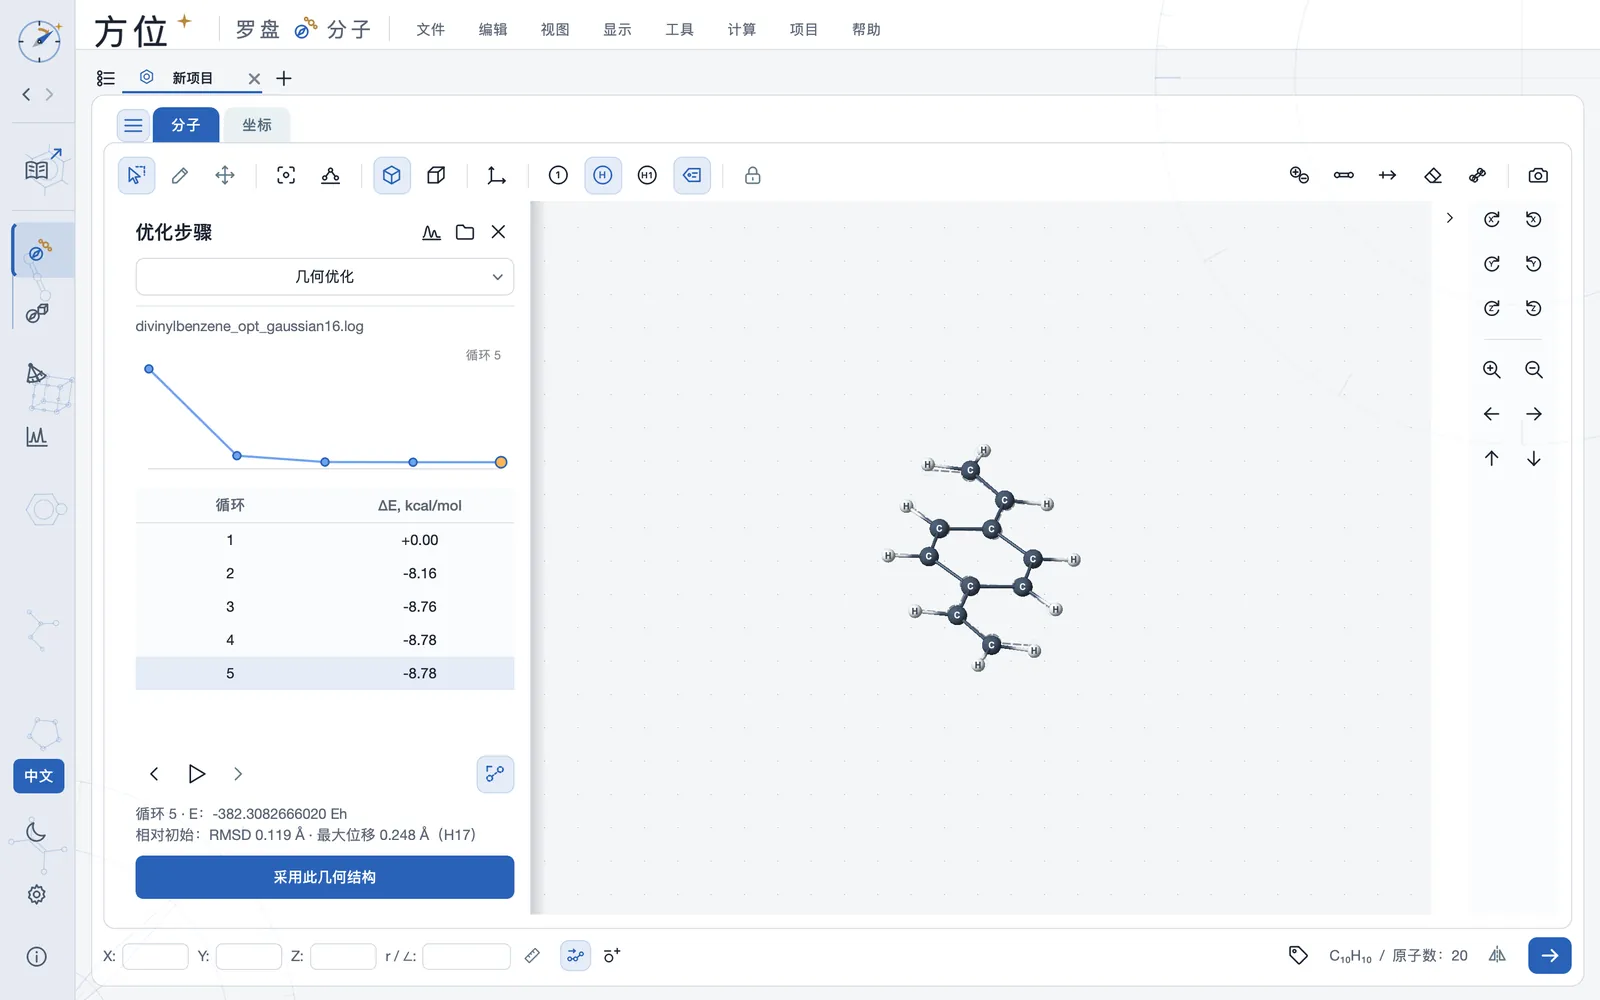 方位
罗盘 分子
文件 编辑 视图 显示 工具 计算 项目 帮助
新项目
分子 坐标
1 H H1
优化步骤
几何优化
divinylbenzene_opt_gaussian16.log
循环 5
循环 ΔE, kcal/mol
1 +0.00
2 -8.16
3 -8.76
4 -8.78
5 -8.78
循环 5 · E: -382.3082666020 Eh
相对初始: RMSD 0.119 Å · 最大位移 0.248 Å (H17)
采用此几何结构
H
H C
C H
H C C
H C C H
C C H
H C
C H
H
X X
Y Y
Z Z
中文
X: Y: Z: r / ∠:
C₁₀H₁₀ / 原子数: 20